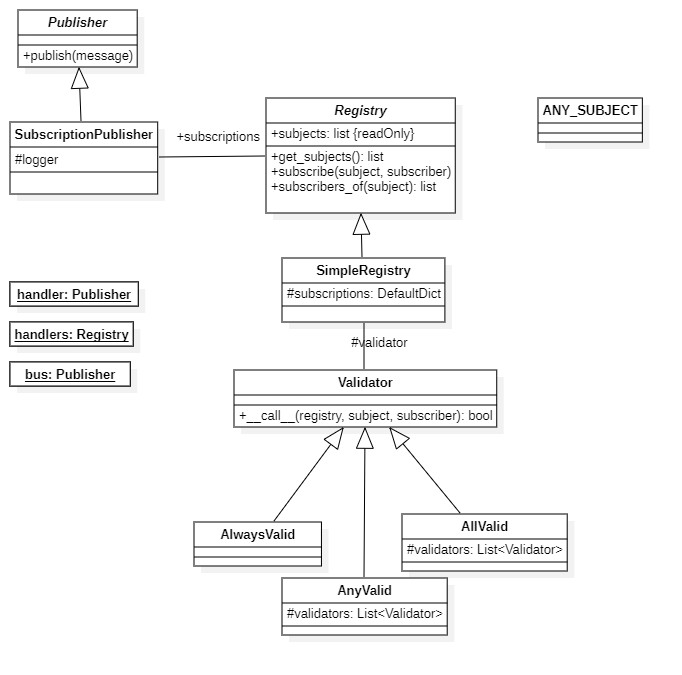 Publisher
+publish(message)
SubscriptionPublisher
#logger
+subscriptions
Registry
+subjects: list {readOnly}
+get_subjects(): list
+subscribe(subject, subscriber)
+subscribers_of(subject): list
ANY_SUBJECT
SimpleRegistry
#subscriptions: DefaultDict
handler: Publisher
handlers: Registry
bus: Publisher
#validator
Validator
+__call__(registry, subject, subscriber): bool
AlwaysValid
AllValid
#validators: List<Validator>
AnyValid
#validators: List<Validator>